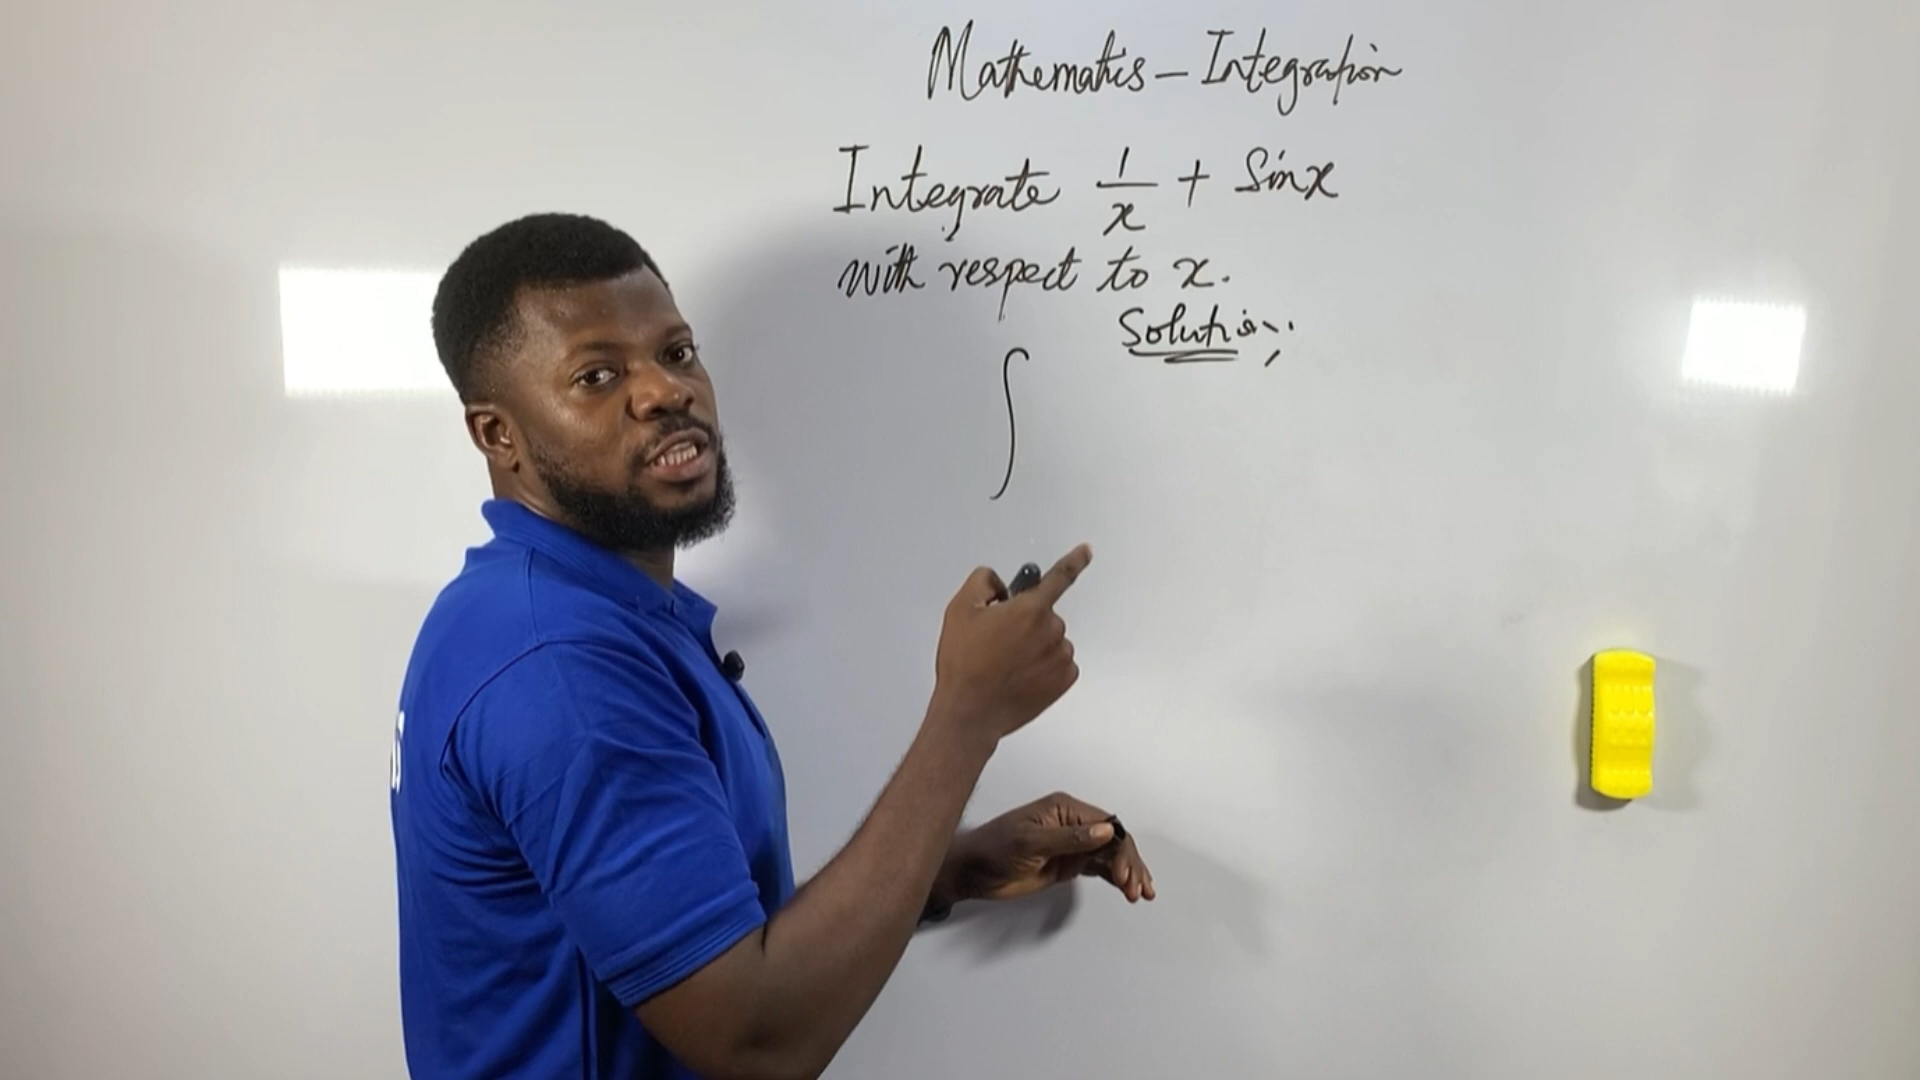 Mathematics - Integration
Integrate 1/x + Sinx
with respect to x.
Solution;
∫